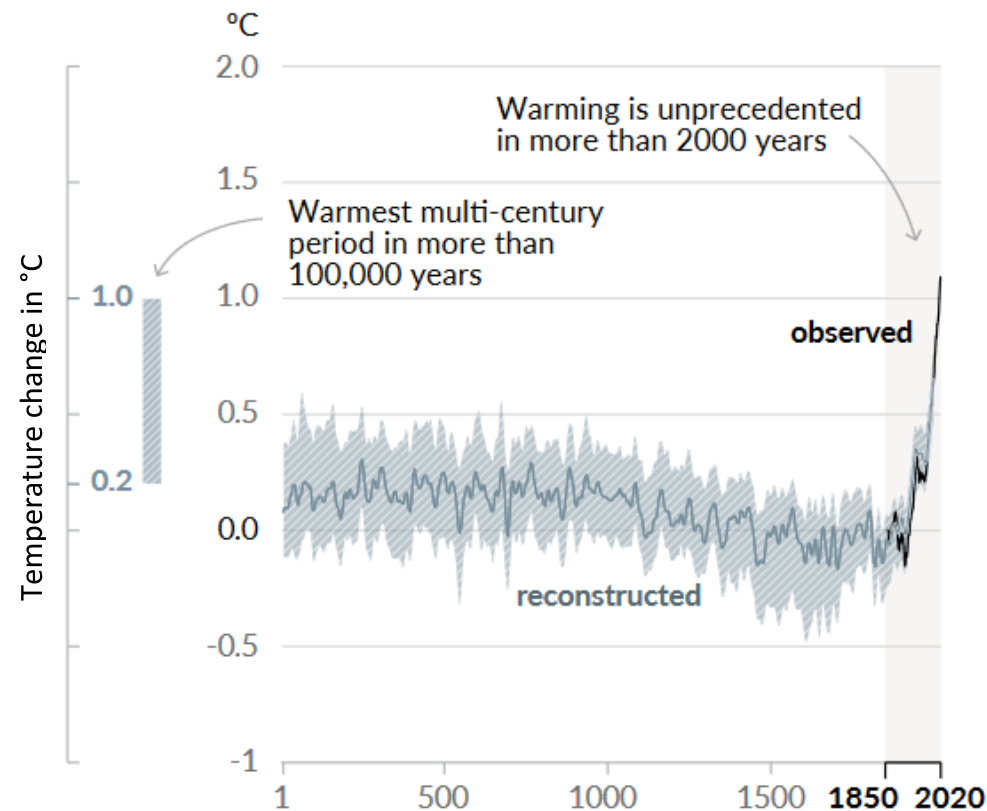 °C
2.0
Warming is unprecedented
in more than 2000 years
1.5
Warmest multi-century
period in more than
100,000 years
Temperature change in °C
1.0
1.0
observed
0.5
0.2
0.0
reconstructed
-0.5
-1
1 500 1000 1500 1850 2020